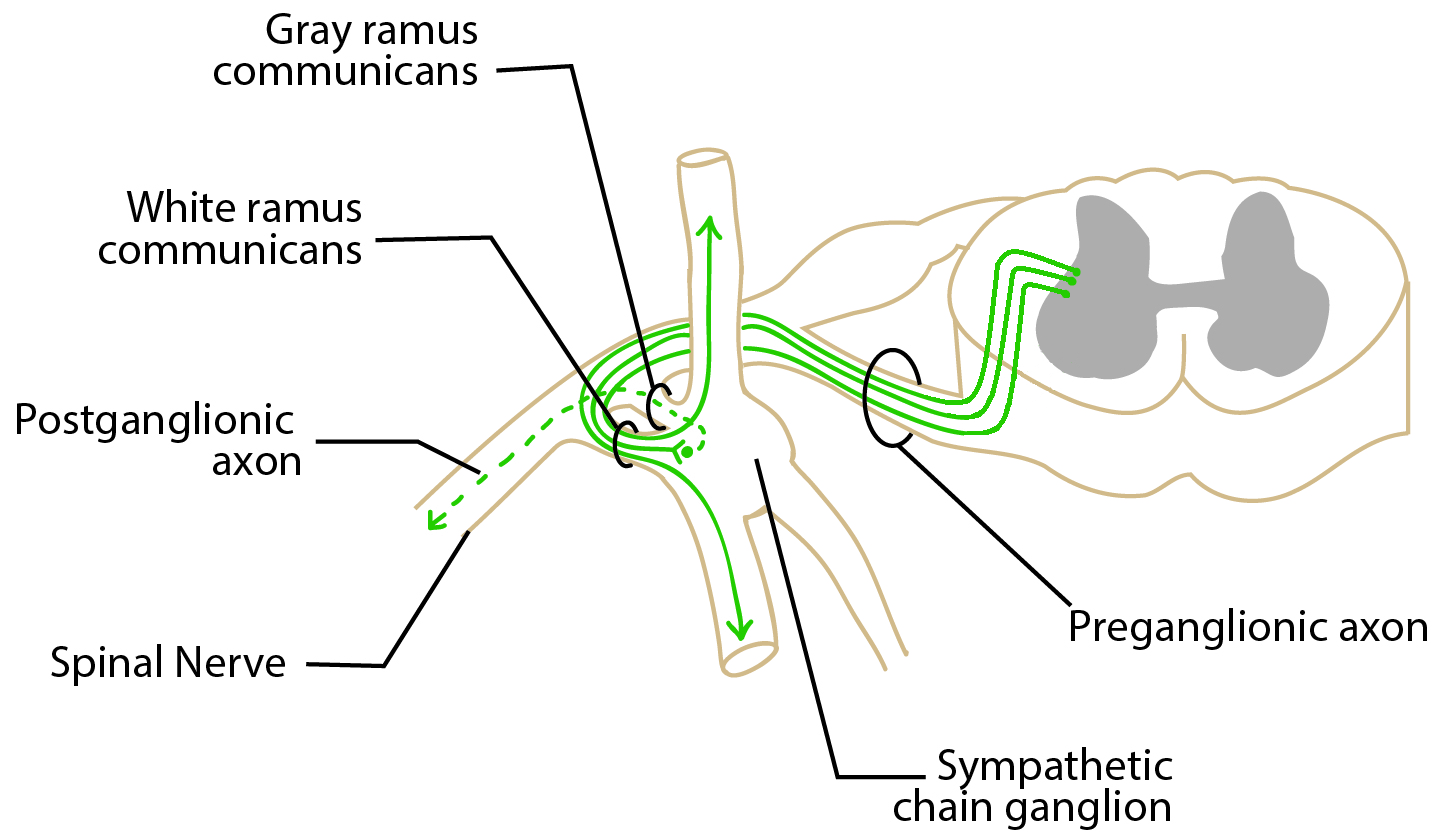 Gray ramus
communicans
White ramus
communicans
Postganglionic
axon
Spinal Nerve
Preganglionic axon
Sympathetic
chain ganglion